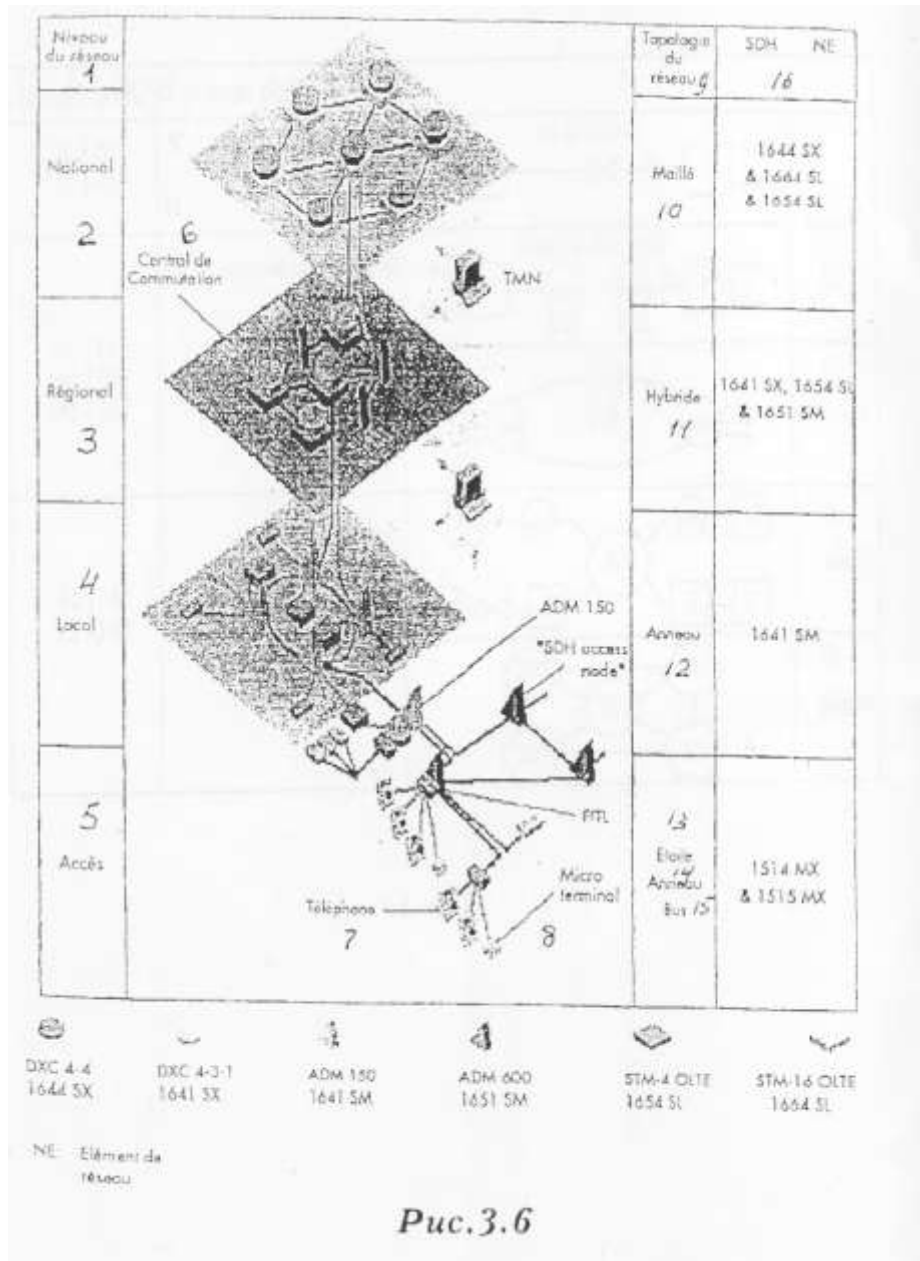 Niveau
du réseau
1
Topologie
du
réseau 9
SDH NE
16
National
2
6
Central de
Commutation
TMN
Maillé
10
1644 SX
& 1664 SL
& 1654 SL
Régional
3
Hybride
11
1641 SX, 1654 SL
& 1651 SM
4
Local
ADM 150
"SDH access
node"
Anneau
12
1641 SM
5
Accès
FITL
Téléphone
7
Micro
terminal
8
13
Etoile
14
Anneau
Bus 15
1514 MX
& 1515 MX
DXC 4-4
1644 SX
DXC 4-3-1
1641 SX
ADM 150
1641 SM
ADM 600
1651 SM
STM-4 OLTE
1654 SL
STM-16 OLTE
1664 SL
NE: Elément de
réseau
Рис.3.6